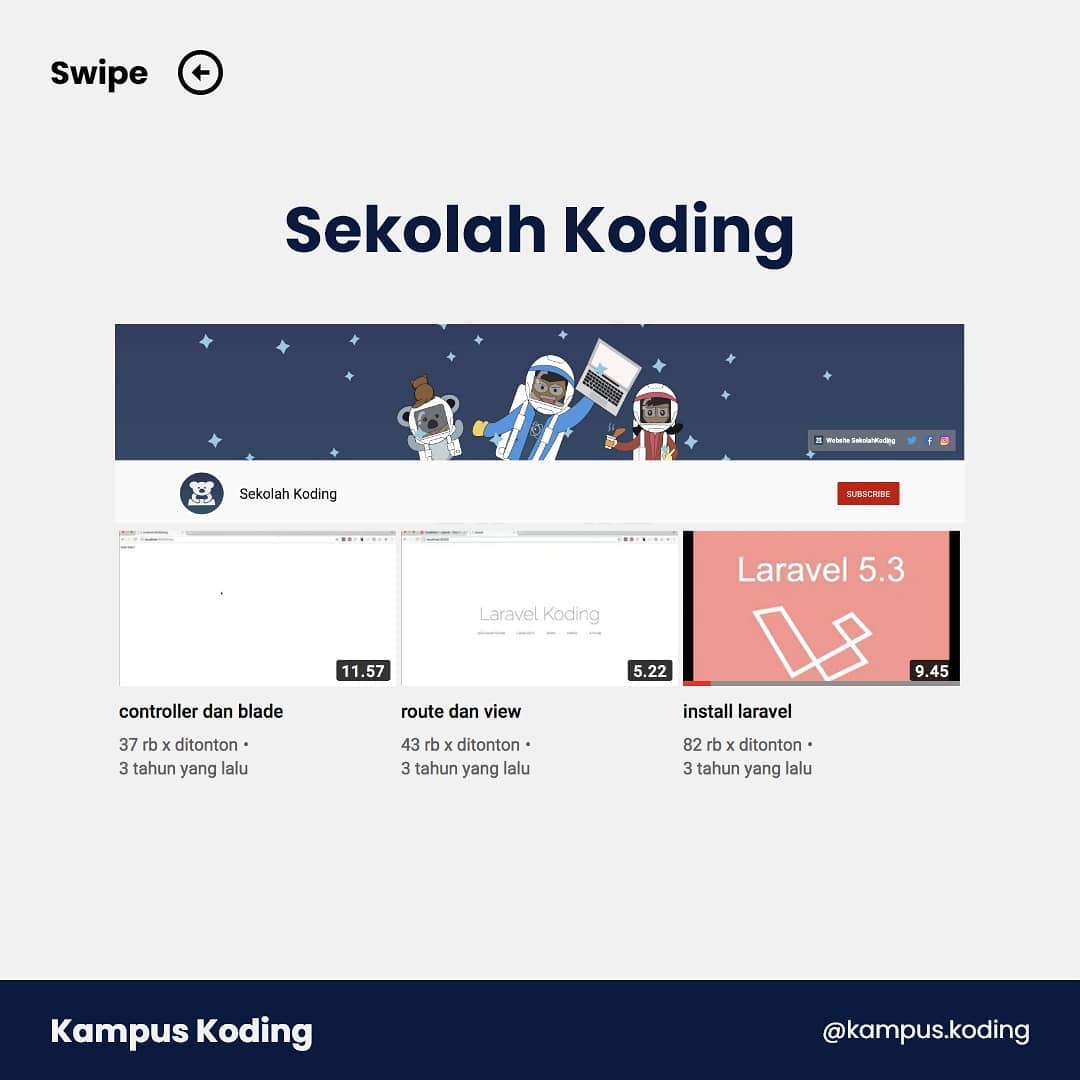 Swipe
Sekolah Koding
Website SekolahKoding
Sekolah Koding
SUBSCRIBE
11.57
Laravel Koding
5.22
Laravel 5.3
9.45
controller dan blade
37 rb x ditonton •
3 tahun yang lalu
route dan view
43 rb x ditonton •
3 tahun yang lalu
install laravel
82 rb x ditonton •
3 tahun yang lalu
Kampus Koding
@kampus.koding